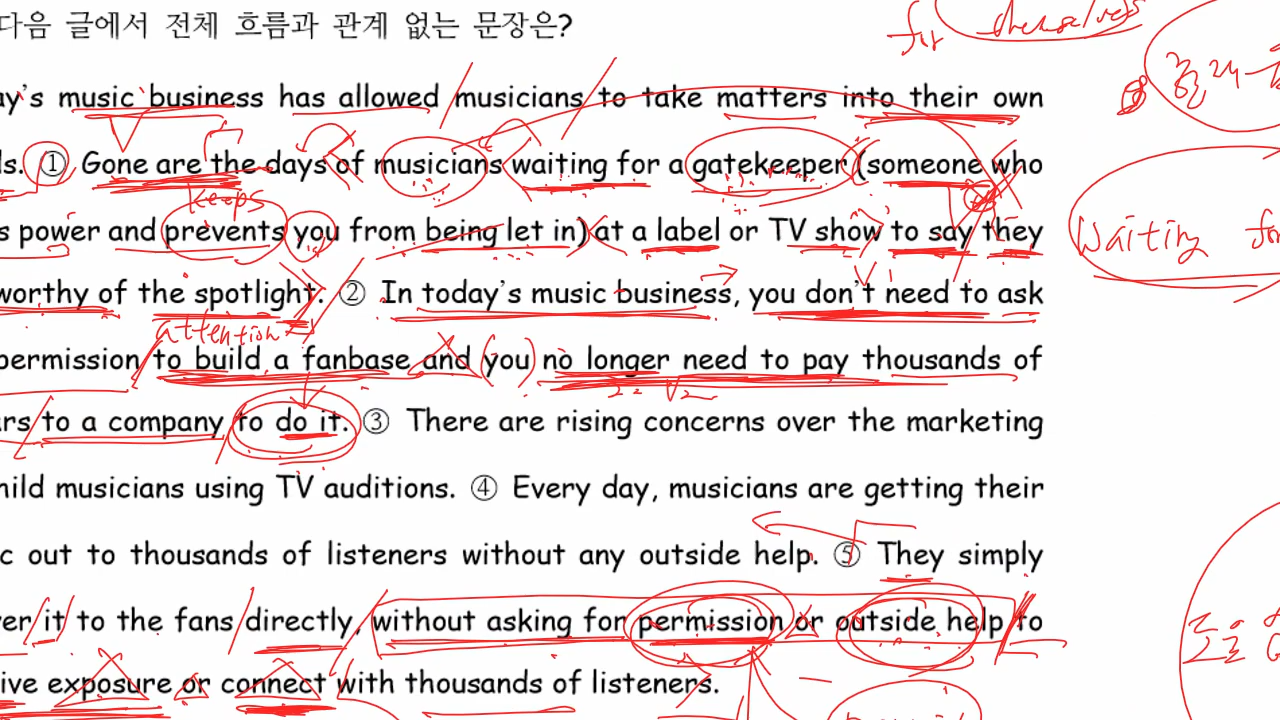 다음 글에서 전체 흐름과 관계 없는 문장은?
for themselves
ay's music business has allowed musicians to take matters into their own
ds. ① Gone are the days of musicians waiting for a gatekeeper (someone who
keeps
s power and prevents you from being let in) at a label or TV show to say they
Waiting for
worthy of the spotlight. ② In today's music business, you don't need to ask
attention
permission to build a fanbase and you no longer need to pay thousands of
ars to a company to do it. ③ There are rising concerns over the marketing
hild musicians using TV auditions. ④ Every day, musicians are getting their
c out to thousands of listeners without any outside help. ⑤ They simply
ver it to the fans directly, without asking for permission or outside help to
ive exposure or connect with thousands of listeners.